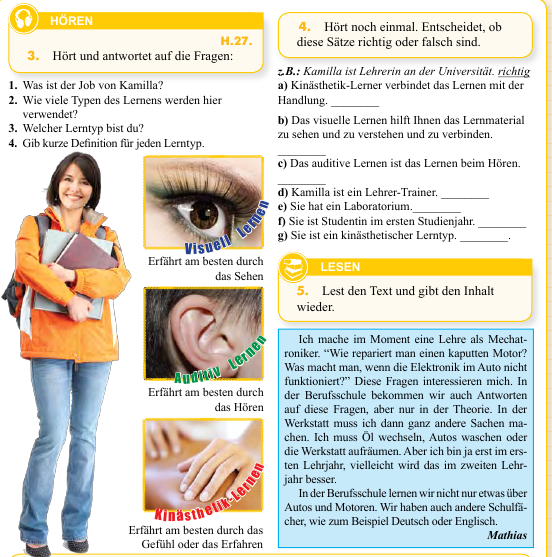 HÖREN
H.27.
3. Hört und antwortet auf die Fragen:
1. Was ist der Job von Kamilla?
2. Wie viele Typen des Lernens werden hier
verwendet?
3. Welcher Lerntyp bist du?
4. Gib kurze Definition für jeden Lerntyp.
Visuell Lernen
Erfährt am besten durch
das Sehen
Auditiv Lernen
Erfährt am besten durch
das Hören
Kinästhetik-Lernen
Erfährt am besten durch das
Gefühl oder das Erfahren
4. Hört noch einmal. Entscheidet, ob
diese Sätze richtig oder falsch sind.
z.B.: Kamilla ist Lehrerin an der Universität. richtig
a) Kinästhetik-Lerner verbindet das Lernen mit der
Handlung. ________
b) Das visuelle Lernen hilft Ihnen das Lernmaterial
zu sehen und zu verstehen und zu verbinden.
________
c) Das auditive Lernen ist das Lernen beim Hören.
________
d) Kamilla ist ein Lehrer-Trainer. ________
e) Sie hat ein Laboratorium.________
f) Sie ist Studentin im ersten Studienjahr. ________
g) Sie ist ein kinästhetischer Lerntyp. ________.
LESEN
5. Lest den Text und gibt den Inhalt
wieder.
Ich mache im Moment eine Lehre als Mechat-
roniker. “Wie repariert man einen kaputten Motor?
Was macht man, wenn die Elektronik im Auto nicht
funktioniert?” Diese Fragen interessieren mich. In
der Berufsschule bekommen wir auch Antworten
auf diese Fragen, aber nur in der Theorie. In der
Werkstatt muss ich dann ganz andere Sachen ma-
chen. Ich muss Öl wechseln, Autos waschen oder
die Werkstatt aufräumen. Aber ich bin ja erst im ers-
ten Lehrjahr, vielleicht wird das im zweiten Lehr-
jahr besser.
In der Berufsschule lernen wir nicht nur etwas über
Autos und Motoren. Wir haben auch andere Schulfä-
cher, wie zum Beispiel Deutsch oder Englisch.
Mathias